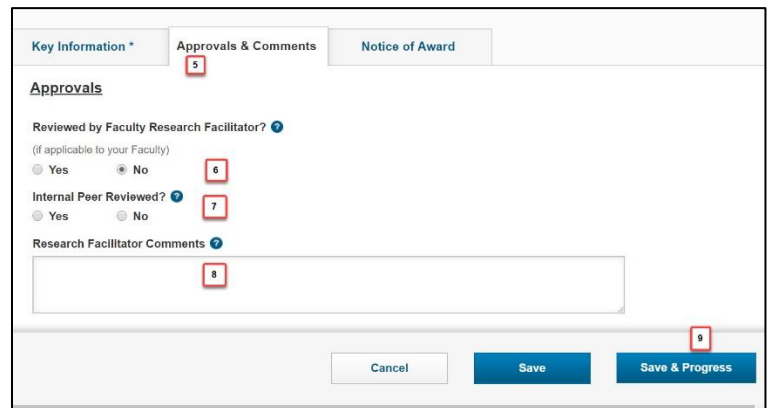 Key Information * Approvals & Comments Notice of Award
5
Approvals
Reviewed by Faculty Research Facilitator? ?
(if applicable to your Faculty)
Yes No 6
Internal Peer Reviewed? ?
7
Yes No
Research Facilitator Comments ?
8
9
Cancel Save Save & Progress